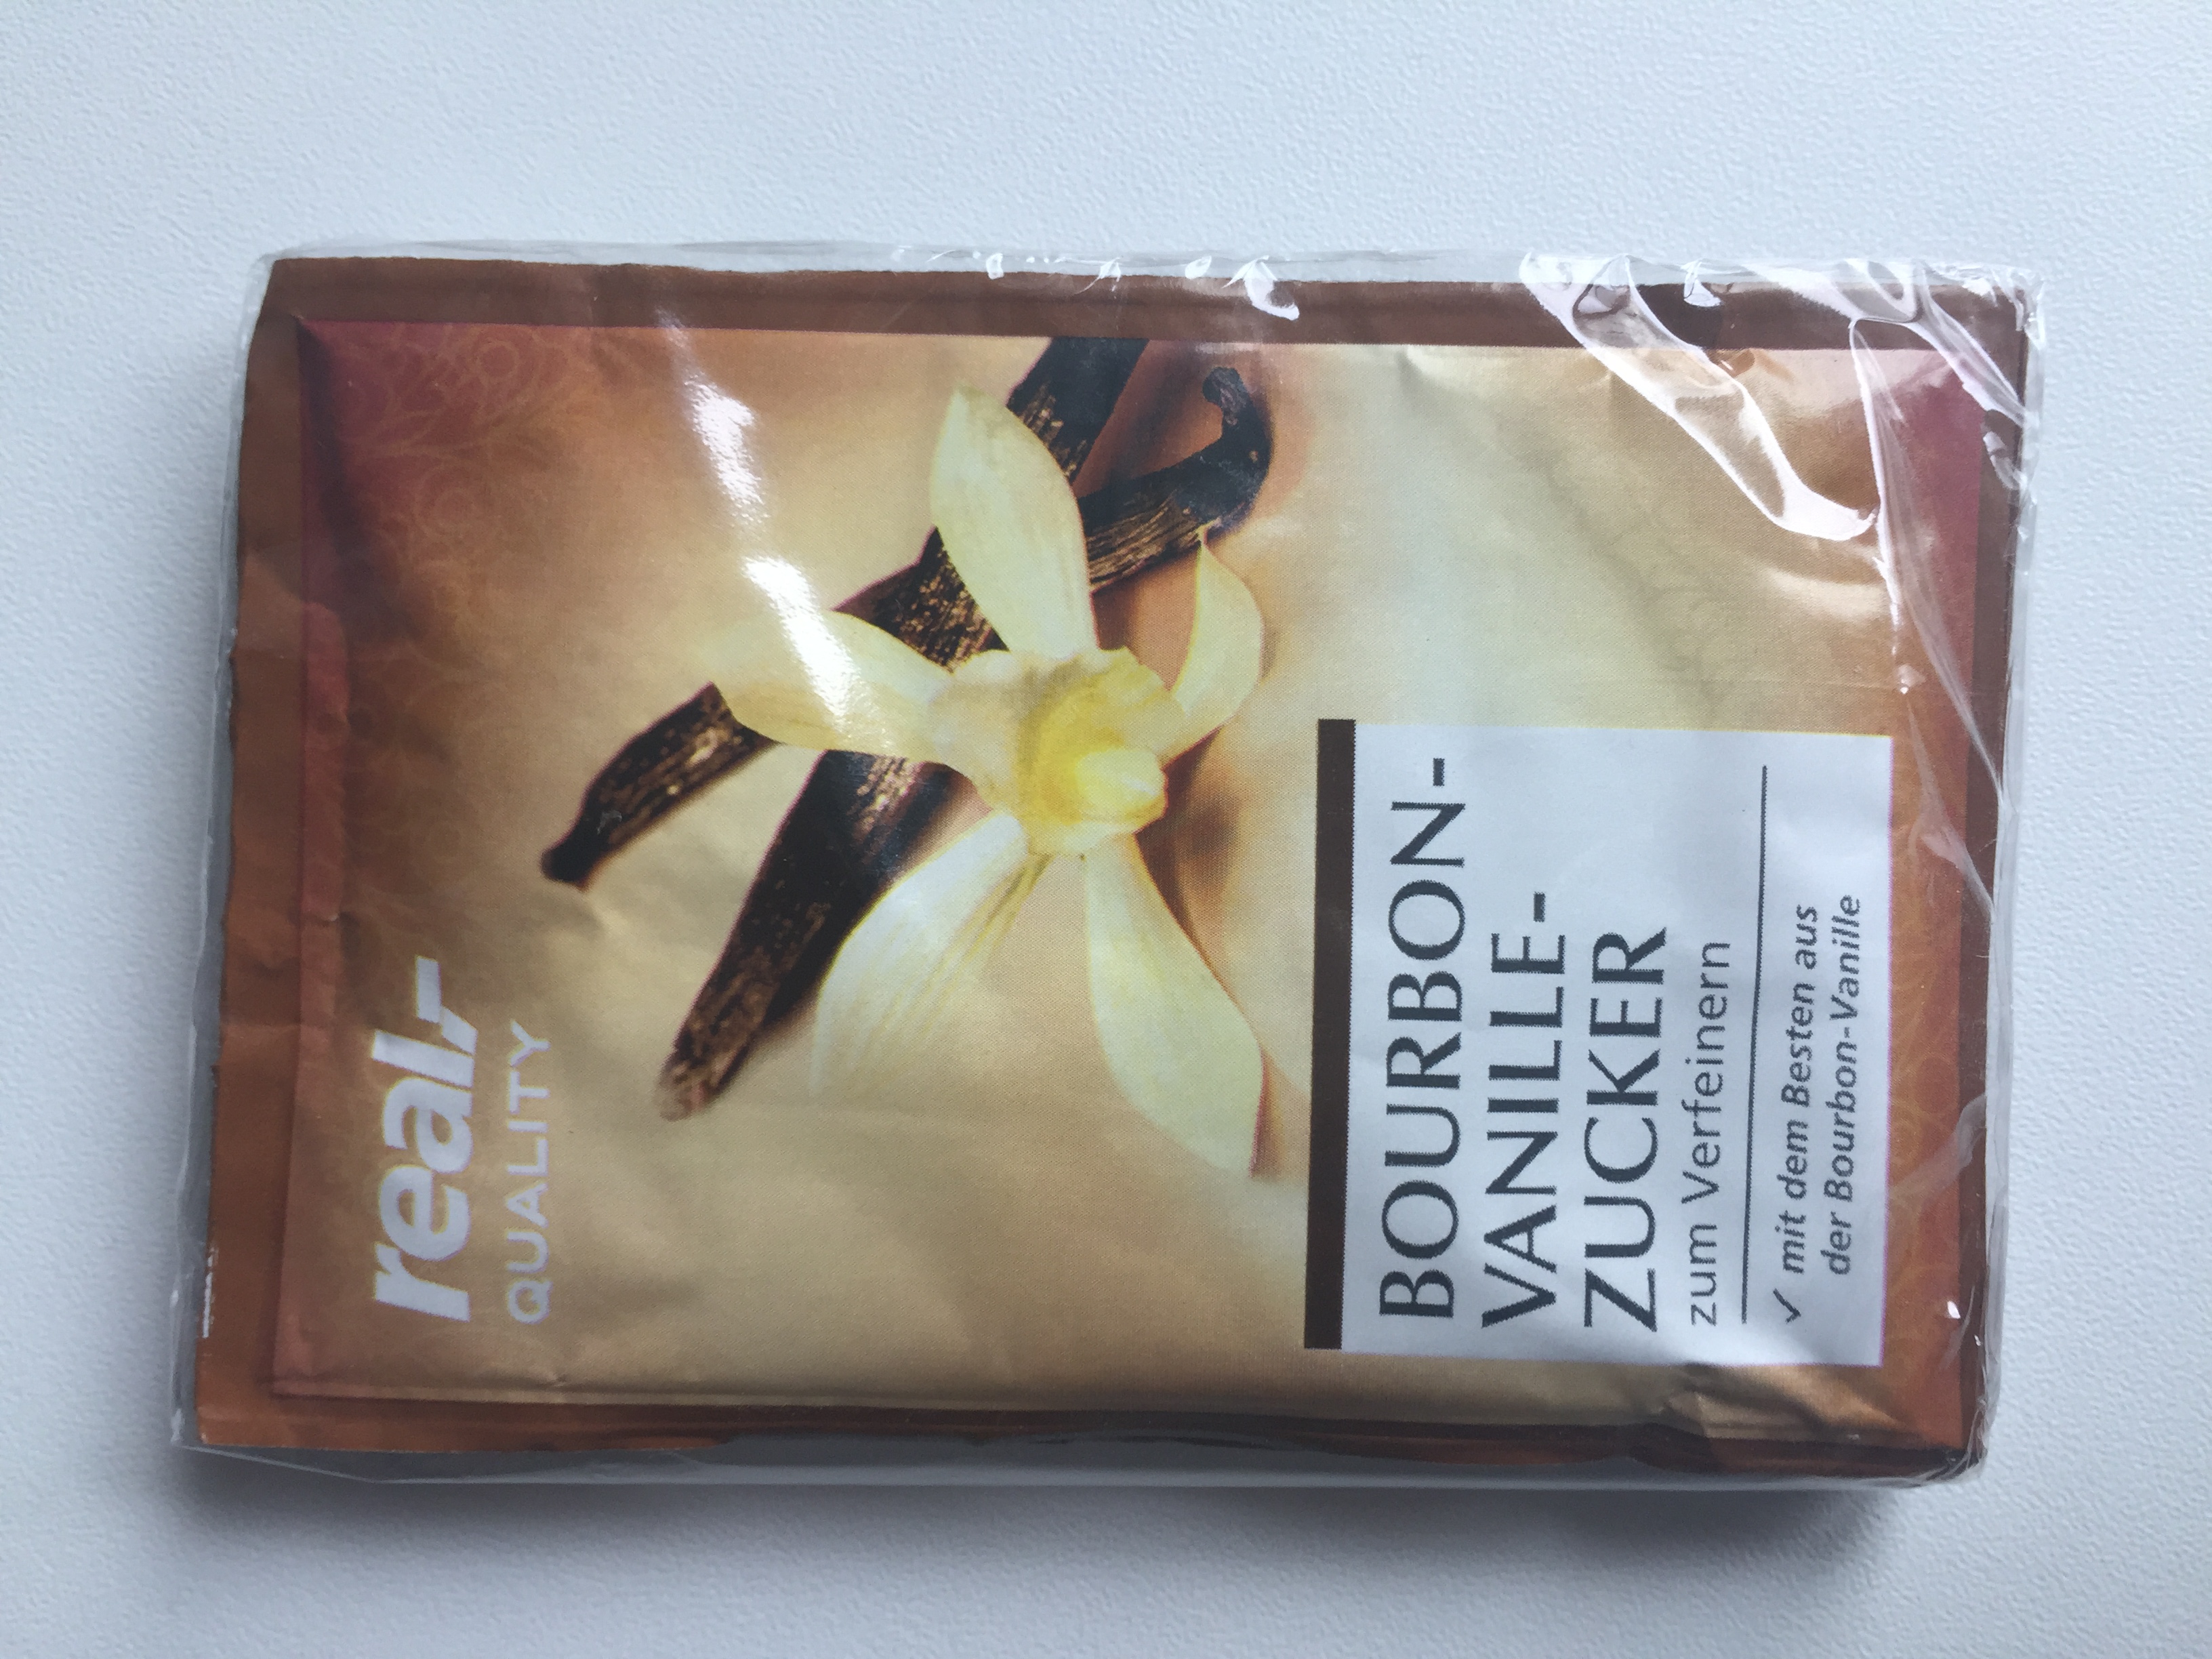 real,-
QUALITY
BOURBON-
VANILLE-
ZUCKER
zum Verfeinern
✓ mit dem Besten aus
der Bourbon-Vanille